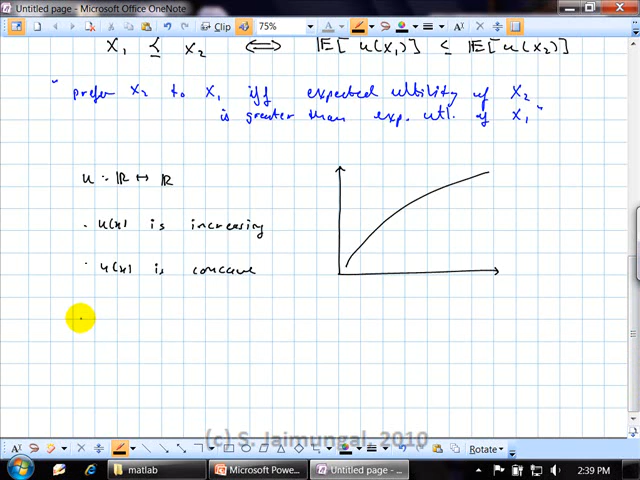 Untitled page - Microsoft Office OneNote
Clip
75%
X₁ ≤ X₂ ⟺ 𝔼[u(X₁)] ≤ 𝔼[u(X₂)]
"prefer X₂ to X₁ iff expected utility of X₂
is greater than exp. utl. of X₁"
u : ℝ ↦ ℝ
· u(x) is increasing
· u(x) is concave
(c) S. Jaimungal, 2010
Rotate
matlab
Microsoft Powe...
Untitled page - ...
2:39 PM